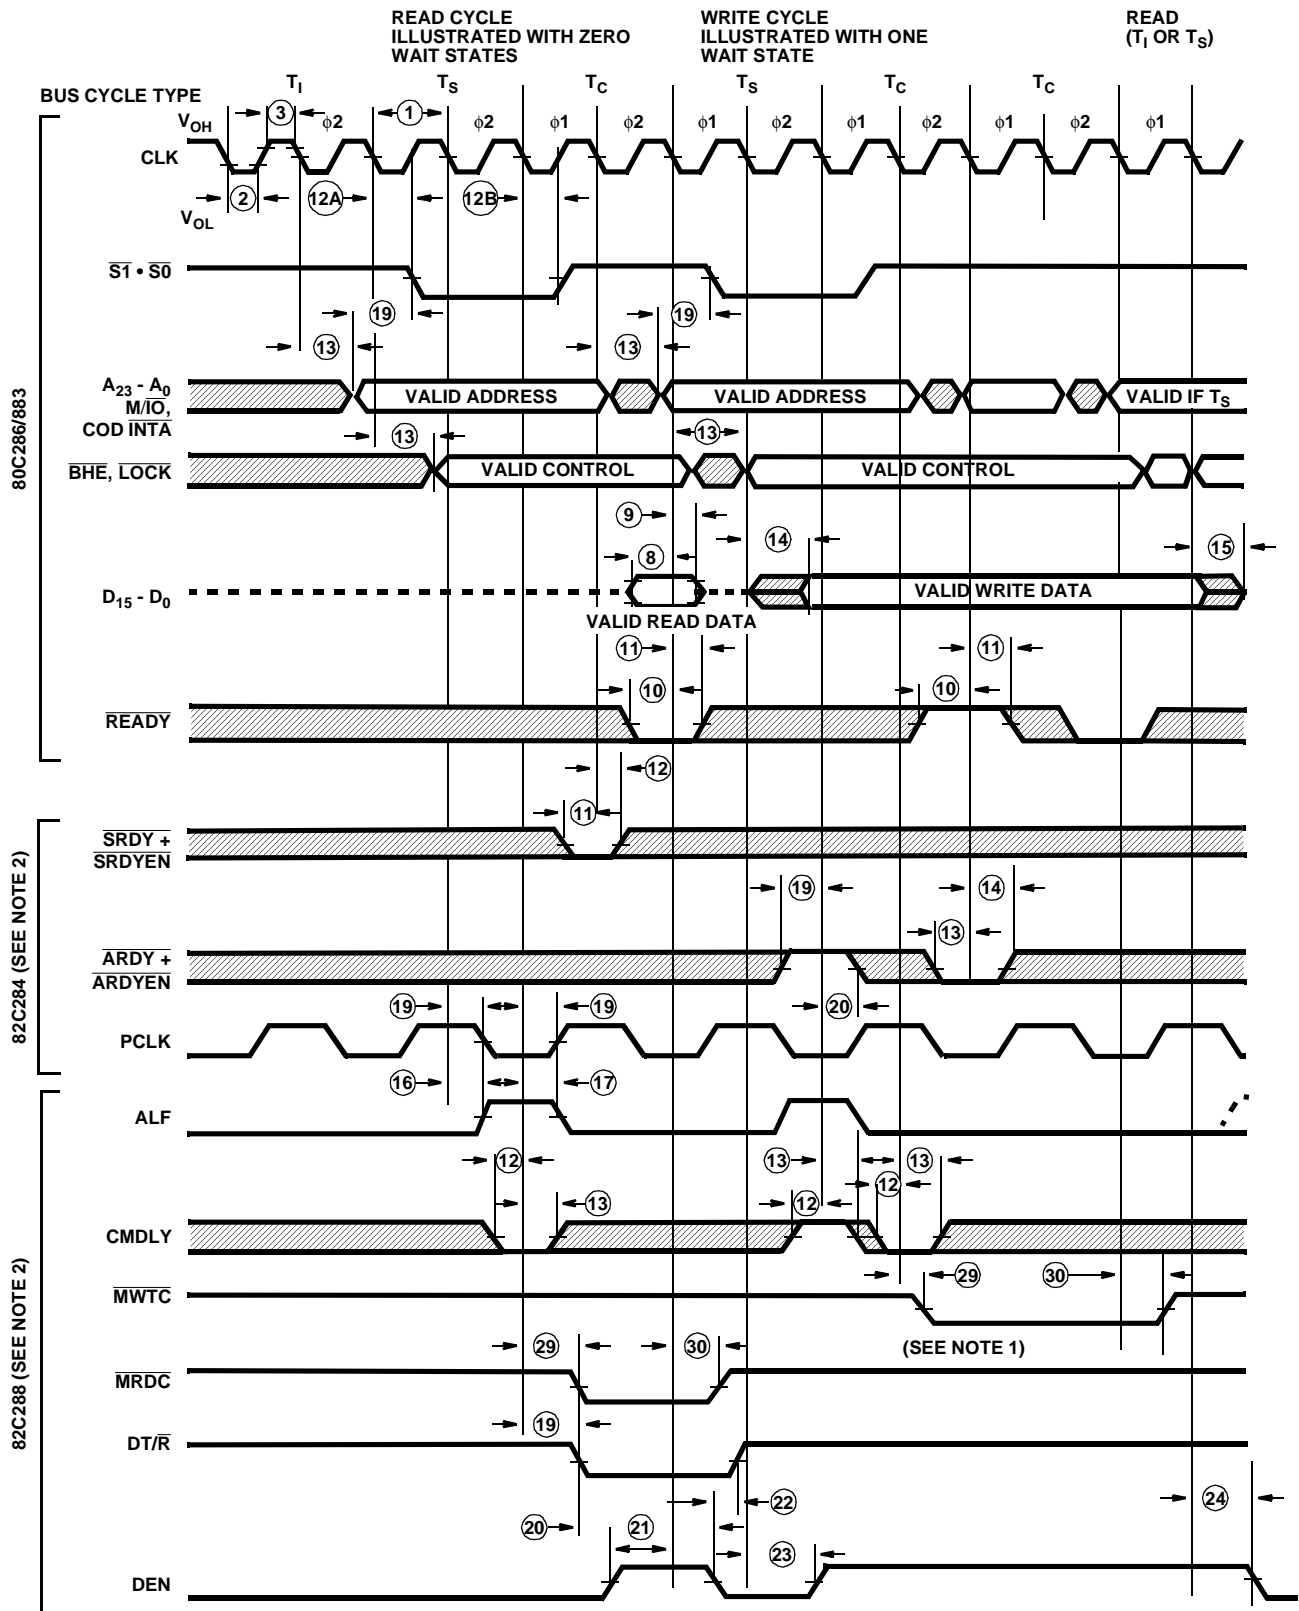 READ CYCLE
ILLUSTRATED WITH ZERO
WAIT STATES
WRITE CYCLE
ILLUSTRATED WITH ONE
WAIT STATE
READ
(TI OR TS)
BUS CYCLE TYPE
TI
TS
TC
TS
TC
TC
VOH
3
ϕ2
1
ϕ2
ϕ1
ϕ2
ϕ1
ϕ2
ϕ1
ϕ2
ϕ1
ϕ2
ϕ1
CLK
2
12A
12B
VOL
S1 • S0
19
19
13
13
A23 - A0
M/IO,
COD INTA
VALID ADDRESS
VALID ADDRESS
VALID IF TS
13
13
BHE, LOCK
VALID CONTROL
VALID CONTROL
9
14
15
8
D15 - D0
VALID WRITE DATA
VALID READ DATA
11
11
10
10
READY
12
11
SRDY +
SRDYEN
19
14
13
ARDY +
ARDYEN
19
19
20
PCLK
16
17
ALF
12
13
13
12
13
12
CMDLY
29
30
MWTC
29
30
(SEE NOTE 1)
MRDC
19
DT/R
22
24
20
21
23
DEN
80C286/883
82C284 (SEE NOTE 2)
82C288 (SEE NOTE 2)